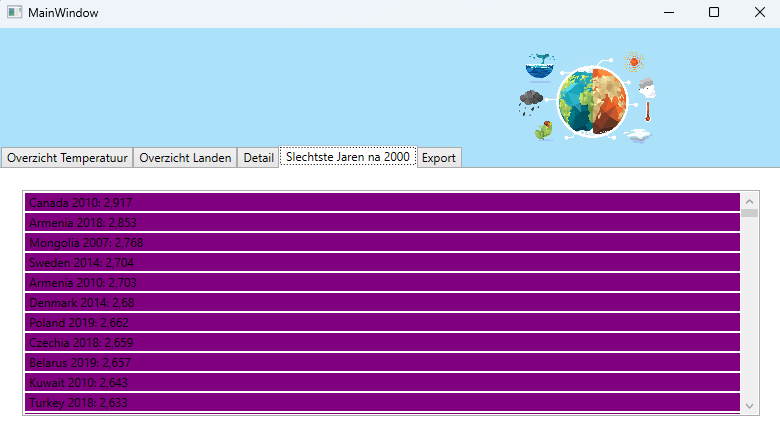 MainWindow
Overzicht Temperatuur Overzicht Landen Detail Slechtste Jaren na 2000 Export
Canada 2010: 2,917
Armenia 2018: 2,853
Mongolia 2007: 2,768
Sweden 2014: 2,704
Armenia 2010: 2,703
Denmark 2014: 2,68
Poland 2019: 2,662
Czechia 2018: 2,659
Belarus 2019: 2,657
Kuwait 2010: 2,643
Turkey 2018: 2,633